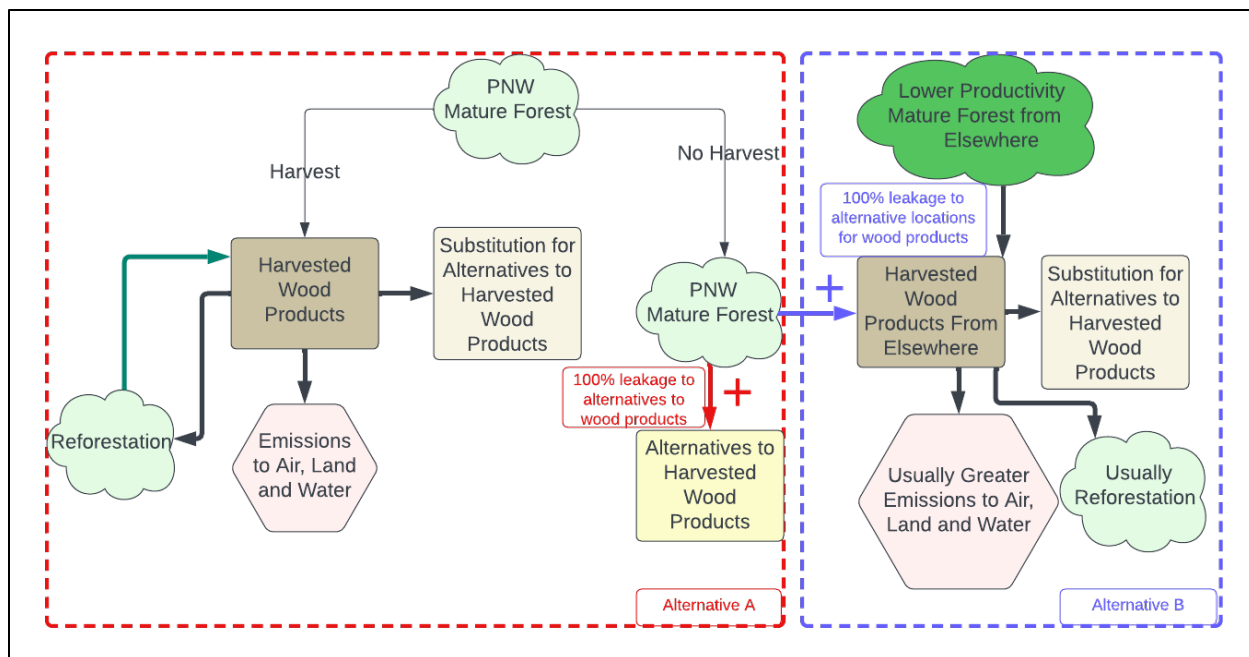 PNW
Mature Forest
Harvest
No Harvest
Harvested
Wood
Products
Substitution for
Alternatives to
Harvested
Wood
Products
Reforestation
Emissions
to Air, Land
and Water
PNW
Mature Forest
100% leakage to
alternatives to
wood products
+
Alternatives to
Harvested
Wood
Products
Alternative A
Lower Productivity
Mature Forest from
Elsewhere
100% leakage to
alternative locations
for wood products
+
Harvested
Wood
Products From
Elsewhere
Substitution for
Alternatives to
Harvested
Wood
Products
Usually Greater
Emissions to Air,
Land and Water
Usually
Reforestation
Alternative B